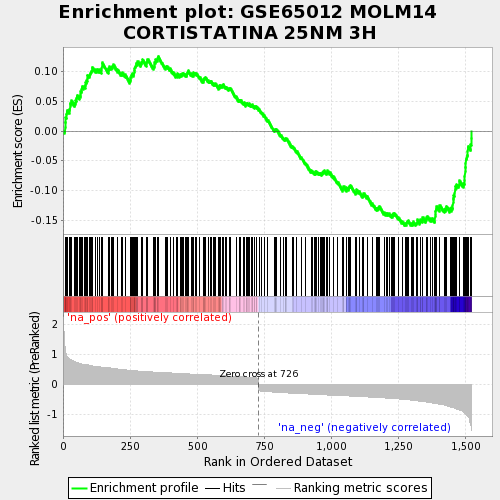 Enrichment plot: GSE65012 MOLM14
CORTISTATINA 25NM 3H
Enrichment score (ES)
0.10
0.05
0.00
-0.05
-0.10
-0.15
Ranked list metric (PreRanked)
'na_pos' (positively correlated)
2
1
0
-1
Zero cross at 726
'na_neg' (negatively correlated)
0 250 500 750 1,000 1,250 1,500
Rank in Ordered Dataset
Enrichment profile Hits Ranking metric scores